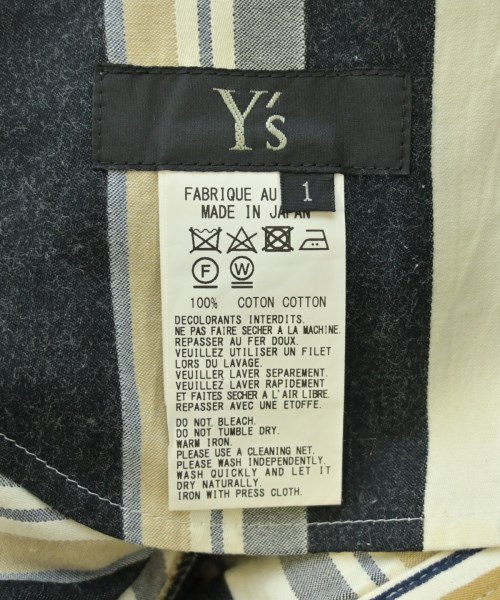 Y's
1
FABRIQUE AU
MADE IN JAPAN
F W
100% COTON COTTON
DECOLORANTS INTERDITS.
NE PAS FAIRE SECHER A LA MACHINE.
REPASSER AU FER DOUX.
VEUILLEZ UTILISER UN FILET
LORS DU LAVAGE.
VEUILLEZ LAVER SEPAREMENT.
VEUILLEZ LAVER RAPIDEMENT
ET FAITES SECHER A L'AIR LIBRE.
REPASSER AVEC UNE ETOFFE.
DO NOT BLEACH.
DO NOT TUMBLE DRY.
WARM IRON.
PLEASE USE A CLEANING NET.
PLEASE WASH INDEPENDENTLY.
WASH QUICKLY AND LET IT
DRY NATURALLY.
IRON WITH PRESS CLOTH.